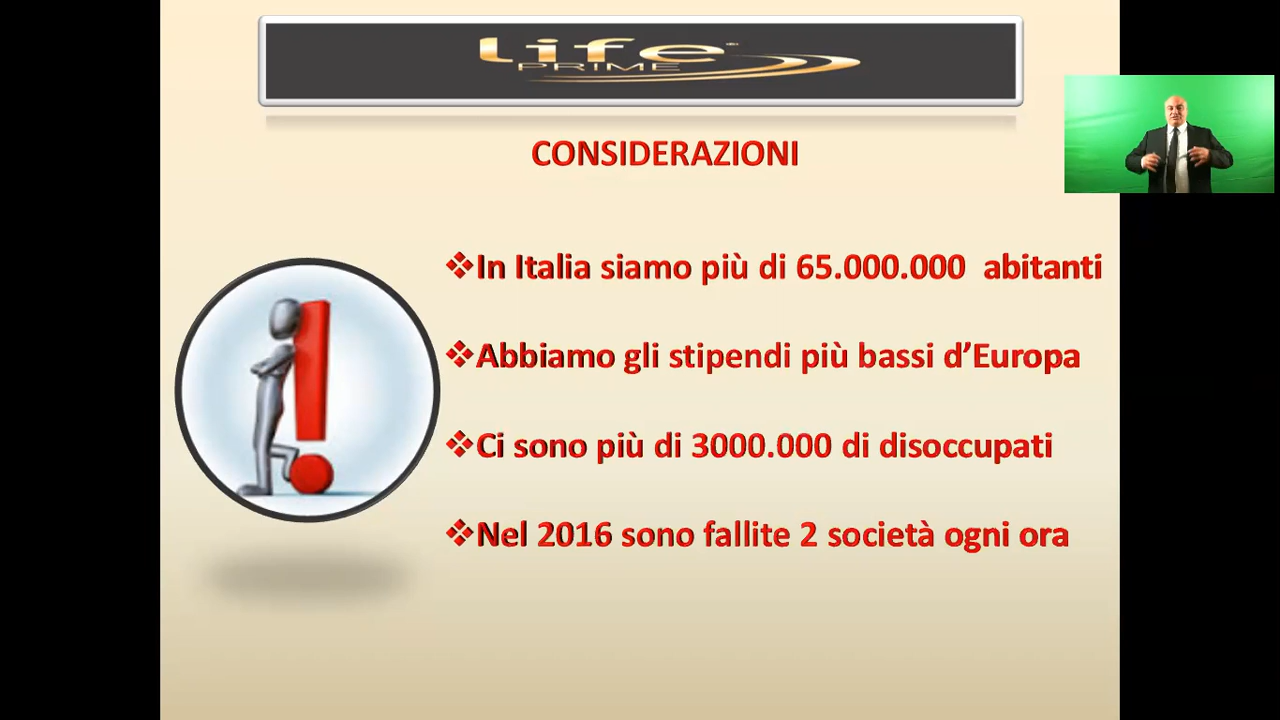 Life
PRIME
CONSIDERAZIONI
❖In Italia siamo più di 65.000.000 abitanti
❖Abbiamo gli stipendi più bassi d’Europa
❖Ci sono più di 3000.000 di disoccupati
❖Nel 2016 sono fallite 2 società ogni ora